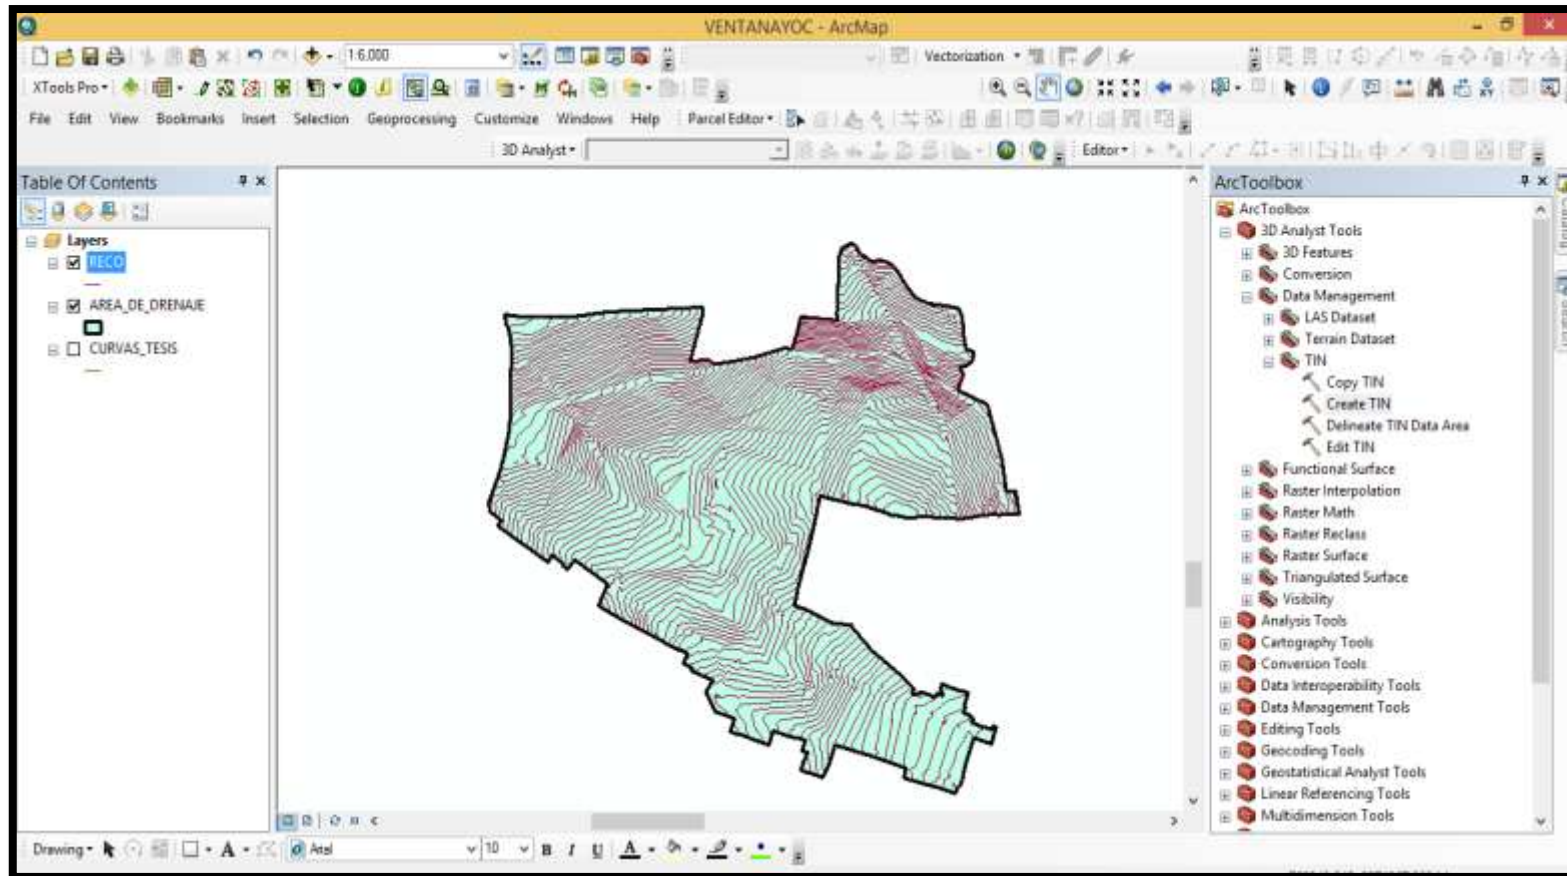 VENTANAYOC - ArcMap
1:6,000
Vectorization
XTools Pro
File Edit View Bookmarks Insert Selection Geoprocessing Customize Windows Help Parcel Editor
3D Analyst
Editor
Table Of Contents
Layers
RECO
AREA_DE_DRENAJE
CURVAS_TESIS
ArcToolbox
ArcToolbox
3D Analyst Tools
3D Features
Conversion
Data Management
LAS Dataset
Terrain Dataset
TIN
Copy TIN
Create TIN
Delineate TIN Data Area
Edit TIN
Functional Surface
Raster Interpolation
Raster Math
Raster Reclass
Raster Surface
Triangulated Surface
Visibility
Analysis Tools
Cartography Tools
Conversion Tools
Data Interoperability Tools
Data Management Tools
Editing Tools
Geocoding Tools
Geostatistical Analyst Tools
Linear Referencing Tools
Multidimension Tools
Drawing A Arial 10 B I U A